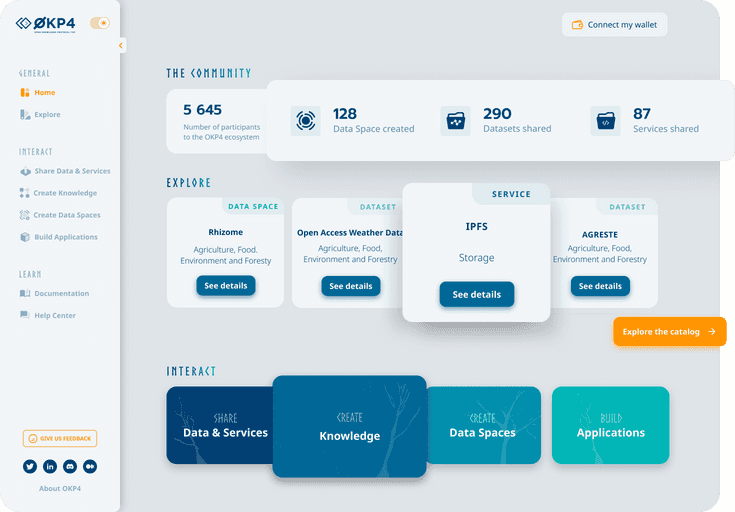 ØKP4
OPEN KNOWLEDGE PROTOCOL FOR
Connect my wallet
GENERAL
Home
Explore
INTERACT
Share Data & Services
Create Knowledge
Create Data Spaces
Build Applications
LEARN
Documentation
Help Center
GIVE US FEEDBACK
About OKP4
THE COMMUNITY
5 645
Number of participants
to the OKP4 ecosystem
128
Data Space created
290
Datasets shared
87
Services shared
EXPLORE
DATA SPACE
Rhizome
Agriculture, Food.
Environment and Foresty
See details
DATASET
Open Access Weather Data
Agriculture, Food,
Environment and Forestry
See details
SERVICE
IPFS
Storage
See details
DATASET
AGRESTE
Agriculture, Food,
Environment and Forestry
See details
Explore the catalog
INTERACT
SHARE
Data & Services
CREATE
Knowledge
CREATE
Data Spaces
BUILD
Applications